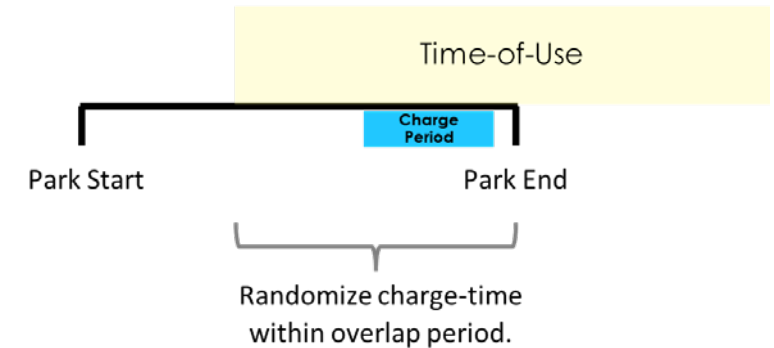 Time-of-Use
Charge
Period
Park Start
Park End
Randomize charge-time
within overlap period.